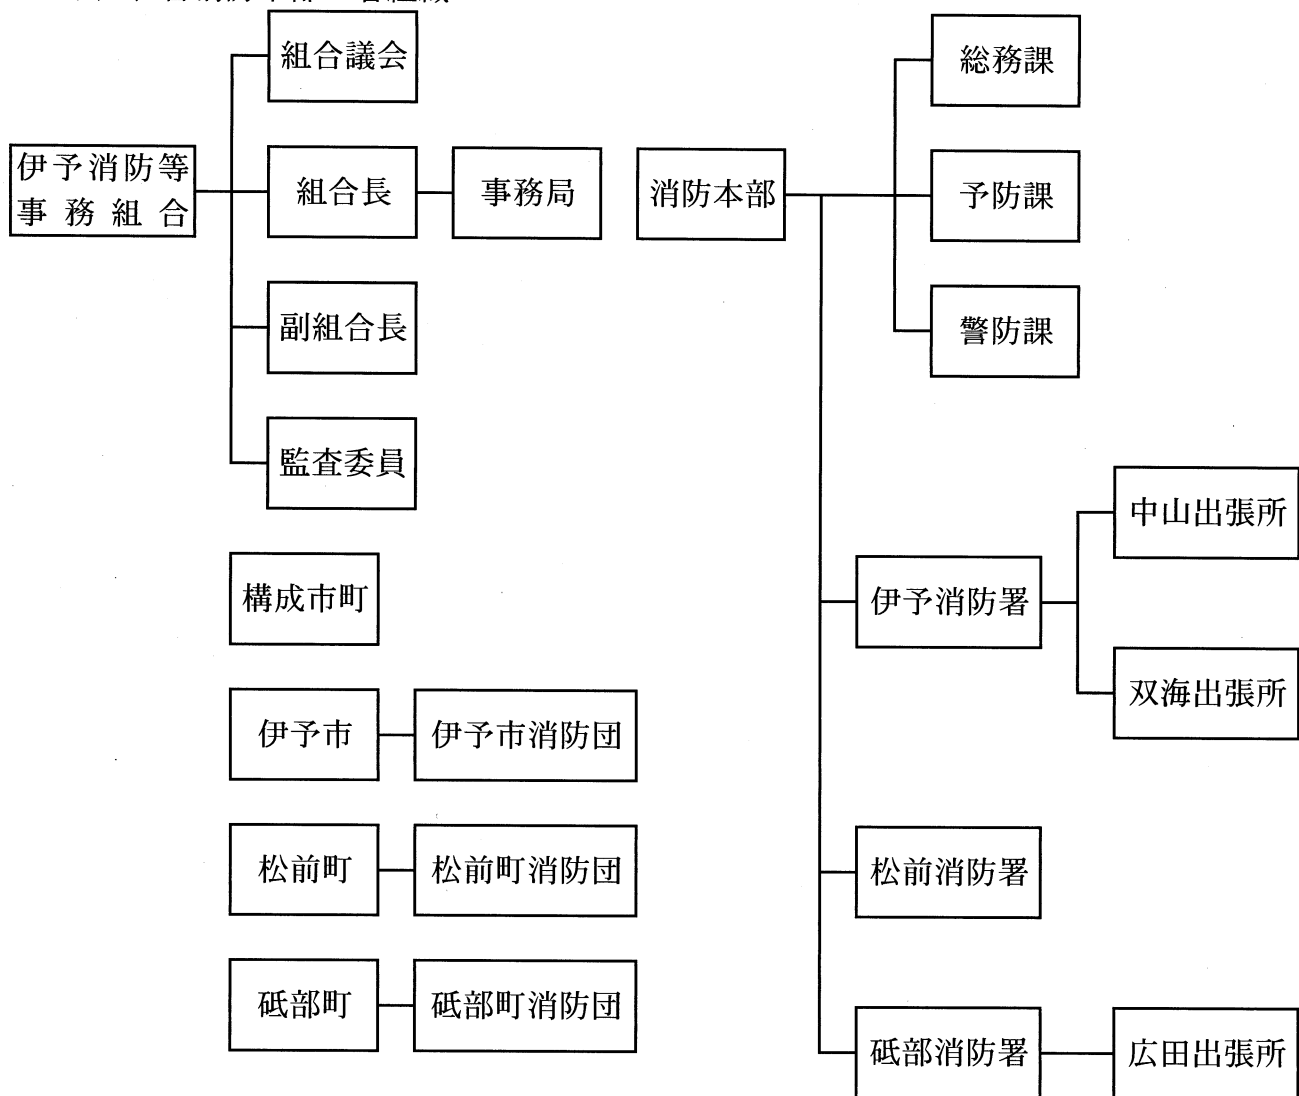 組合議会
伊予消防等
事務組合
組合長
事務局
副組合長
監査委員
構成市町
伊予市
伊予市消防団
松前町
松前町消防団
砥部町
砥部町消防団
消防本部
総務課
予防課
警防課
伊予消防署
中山出張所
双海出張所
松前消防署
砥部消防署
広田出張所